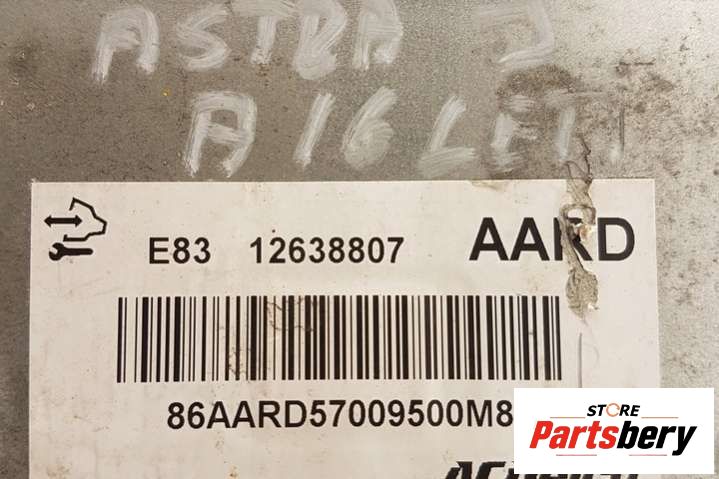 ASTRA J
A16LET
E83 12638807 AARD
86AARD57009500M8
STORE
Partsbery